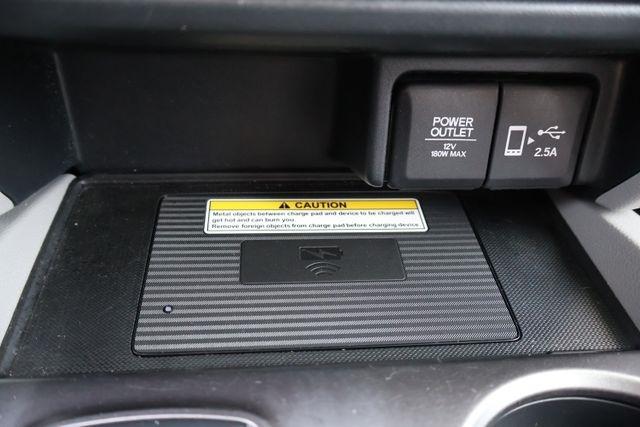 POWER
OUTLET
12V
180W MAX
2.5A
CAUTION
Metal objects between charge pad and device to be charged will
get hot and can burn you.
Remove foreign objects from charge pad before charging device.